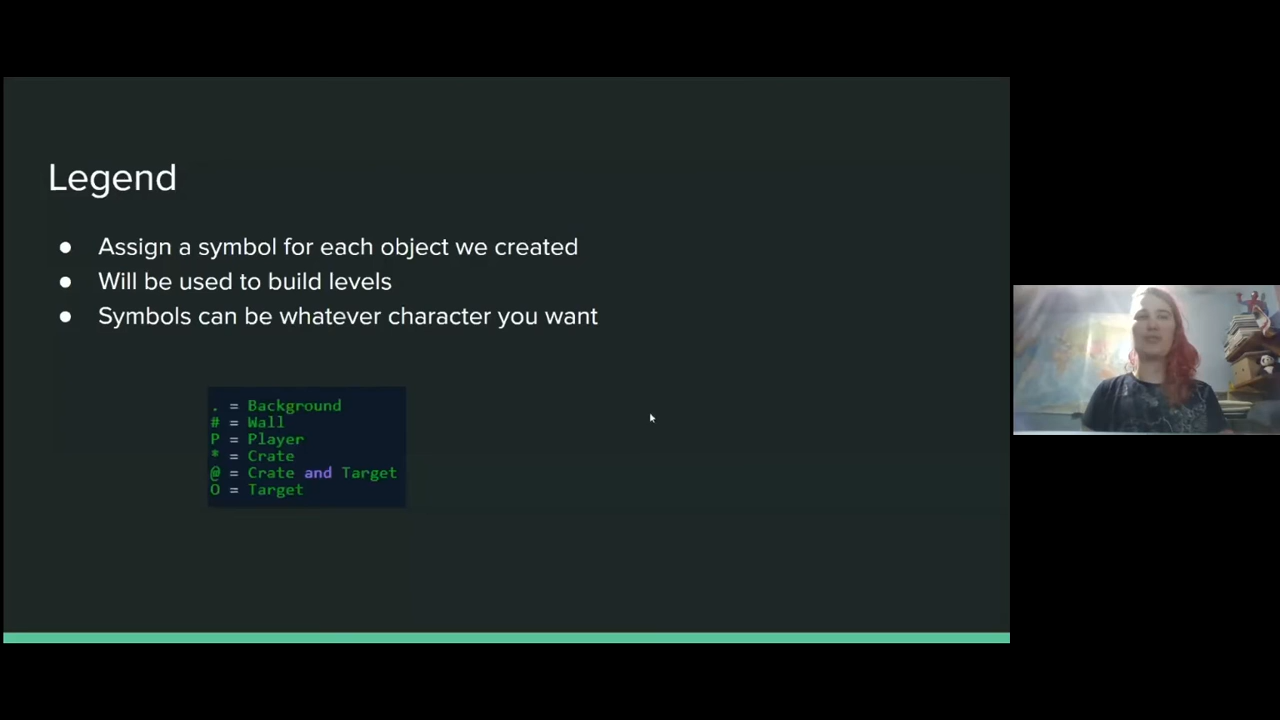 Legend
● Assign a symbol for each object we created
● Will be used to build levels
● Symbols can be whatever character you want
. = Background
# = Wall
P = Player
* = Crate
@ = Crate and Target
O = Target